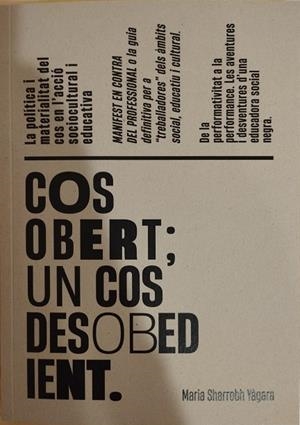 La política i
materialitat del
cos en l'acció
sociocultural i
educativa
MANIFEST EN CONTRA
DEL PROFESSIONAL o la guia
definitiva per a
"treballadores" dels àmbits
social, educatiu i cultural.
De la
performativitat a la
performance. Les aventures
i desventures d'una
educadora social
negra.
COS
OBERT;
UN COS
DESOBED
IENT.
Maria Sharrobh Yàgara